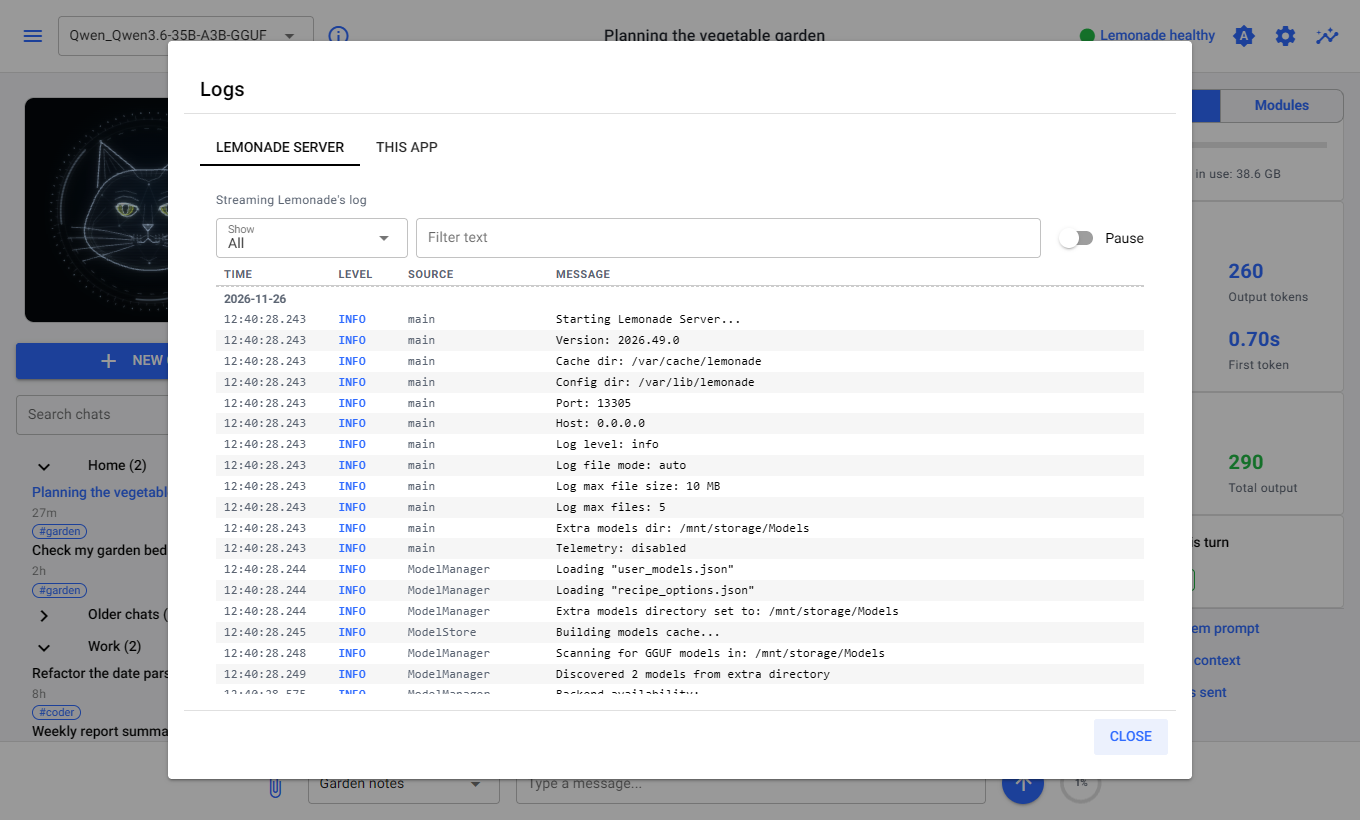 Qwen_Qwen3.6-35B-A3B-GGUF
Planning the vegetable garden
Lemonade healthy
Logs
LEMONADE SERVER THIS APP
Streaming Lemonade's log
Show
All
Filter text
Pause
TIME LEVEL SOURCE MESSAGE
2026-11-26
12:40:28.243 INFO main Starting Lemonade Server...
12:40:28.243 INFO main Version: 2026.49.0
12:40:28.243 INFO main Cache dir: /var/cache/lemonade
12:40:28.243 INFO main Config dir: /var/lib/lemonade
12:40:28.243 INFO main Port: 13305
12:40:28.243 INFO main Host: 0.0.0.0
12:40:28.243 INFO main Log level: info
12:40:28.243 INFO main Log file mode: auto
12:40:28.243 INFO main Log max file size: 10 MB
12:40:28.243 INFO main Log max files: 5
12:40:28.243 INFO main Extra models dir: /mnt/storage/Models
12:40:28.243 INFO main Telemetry: disabled
12:40:28.244 INFO ModelManager Loading "user_models.json"
12:40:28.244 INFO ModelManager Loading "recipe_options.json"
12:40:28.244 INFO ModelManager Extra models directory set to: /mnt/storage/Models
12:40:28.245 INFO ModelStore Building models cache...
12:40:28.248 INFO ModelManager Scanning for GGUF models in: /mnt/storage/Models
12:40:28.249 INFO ModelManager Discovered 2 models from extra directory
12:40:28.575 INFO ModelManager Backend availability:
CLOSE
NEW
Search chats
Home (2)
Planning the vegetabl
27m
#garden
Check my garden bed
2h
#garden
Older chats (
Work (2)
Refactor the date pars
8h
#coder
Weekly report summa
Modules
in use: 38.6 GB
260
Output tokens
0.70s
First token
290
Total output
is turn
em prompt
context
s sent
Garden notes
Type a message...
1%